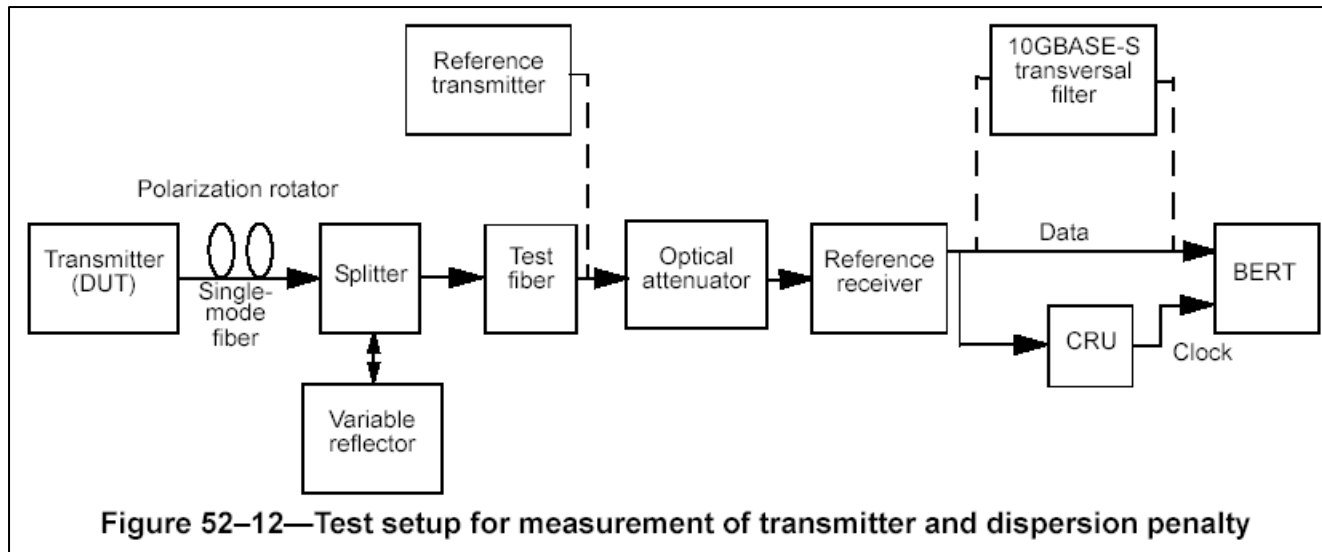 Reference
transmitter
10GBASE-S
transversal
filter
Polarization rotator
Transmitter
(DUT)
Single-
mode
fiber
Splitter
Test
fiber
Optical
attenuator
Reference
receiver
Data
BERT
CRU
Clock
Variable
reflector
Figure 52–12—Test setup for measurement of transmitter and dispersion penalty